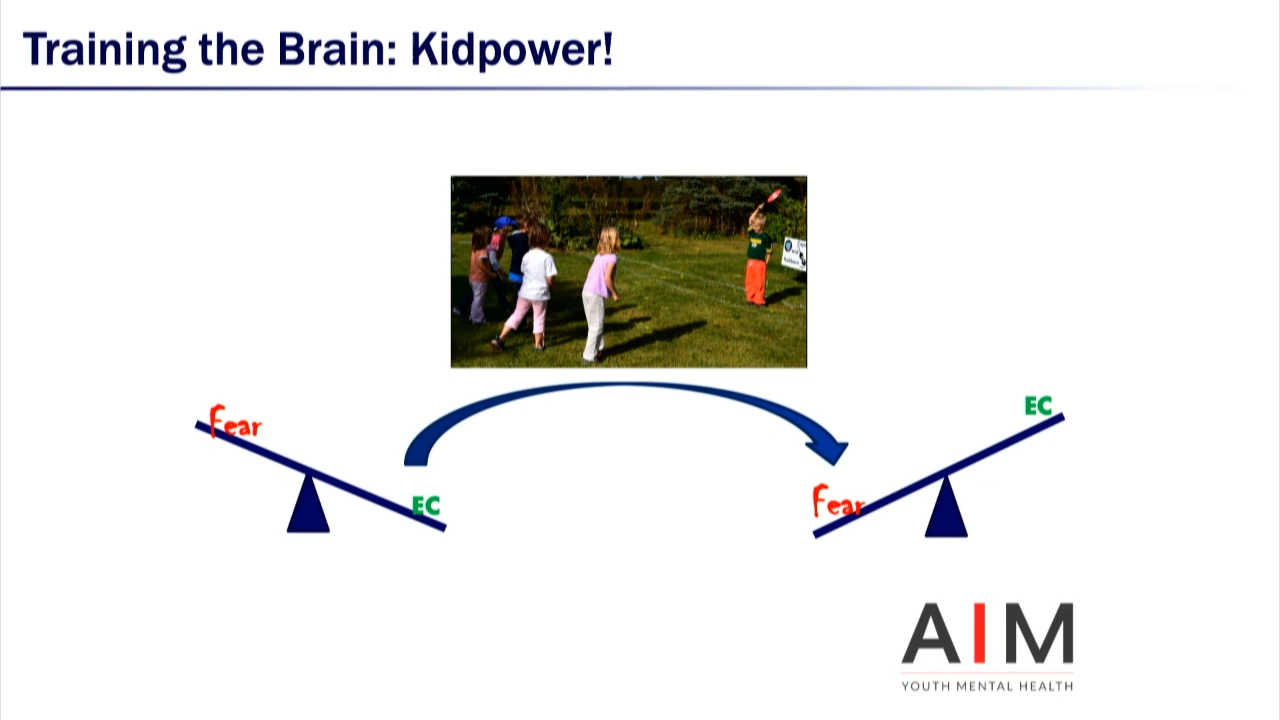 Training the Brain: Kidpower!
Fear
EC
EC
Fear
AIM
YOUTH MENTAL HEALTH